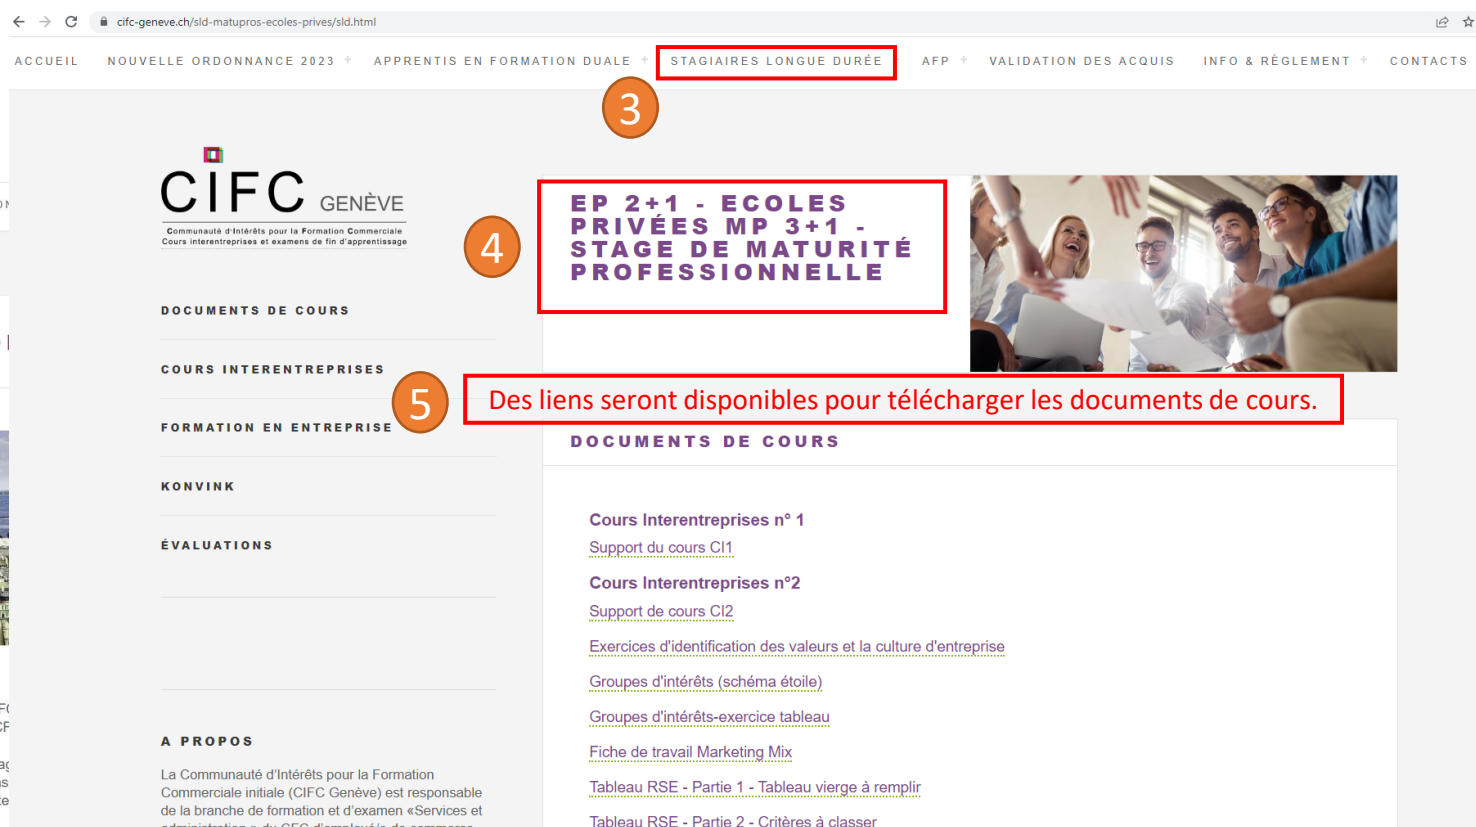 cifc-geneve.ch/sld-matupros-ecoles-prives/sld.html
ACCUEIL NOUVELLE ORDONNANCE 2023 + APPRENTIS EN FORMATION DUALE + STAGIAIRES LONGUE DURÉE AFP + VALIDATION DES ACQUIS INFO & RÈGLEMENT + CONTACTS
3
CIFC GENÈVE
Communauté d'Intérêts pour la Formation Commerciale
Cours interentreprises et examens de fin d'apprentissage
DOCUMENTS DE COURS
COURS INTERENTREPRISES
FORMATION EN ENTREPRISE
KONVINK
ÉVALUATIONS
A PROPOS
La Communauté d'Intérêts pour la Formation
Commerciale initiale (CIFC Genève) est responsable
de la branche de formation et d'examen «Services et
administration » du CFC d'employé/e de commerce
4
EP 2+1 - ECOLES
PRIVÉES MP 3+1 -
STAGE DE MATURITÉ
PROFESSIONNELLE
5
Des liens seront disponibles pour télécharger les documents de cours.
DOCUMENTS DE COURS
Cours Interentreprises n° 1
Support du cours CI1
Cours Interentreprises n°2
Support de cours CI2
Exercices d'identification des valeurs et la culture d'entreprise
Groupes d'intérêts (schéma étoile)
Groupes d'intérêts-exercice tableau
Fiche de travail Marketing Mix
Tableau RSE - Partie 1 - Tableau vierge à remplir
Tableau RSE - Partie 2 - Critères à classer